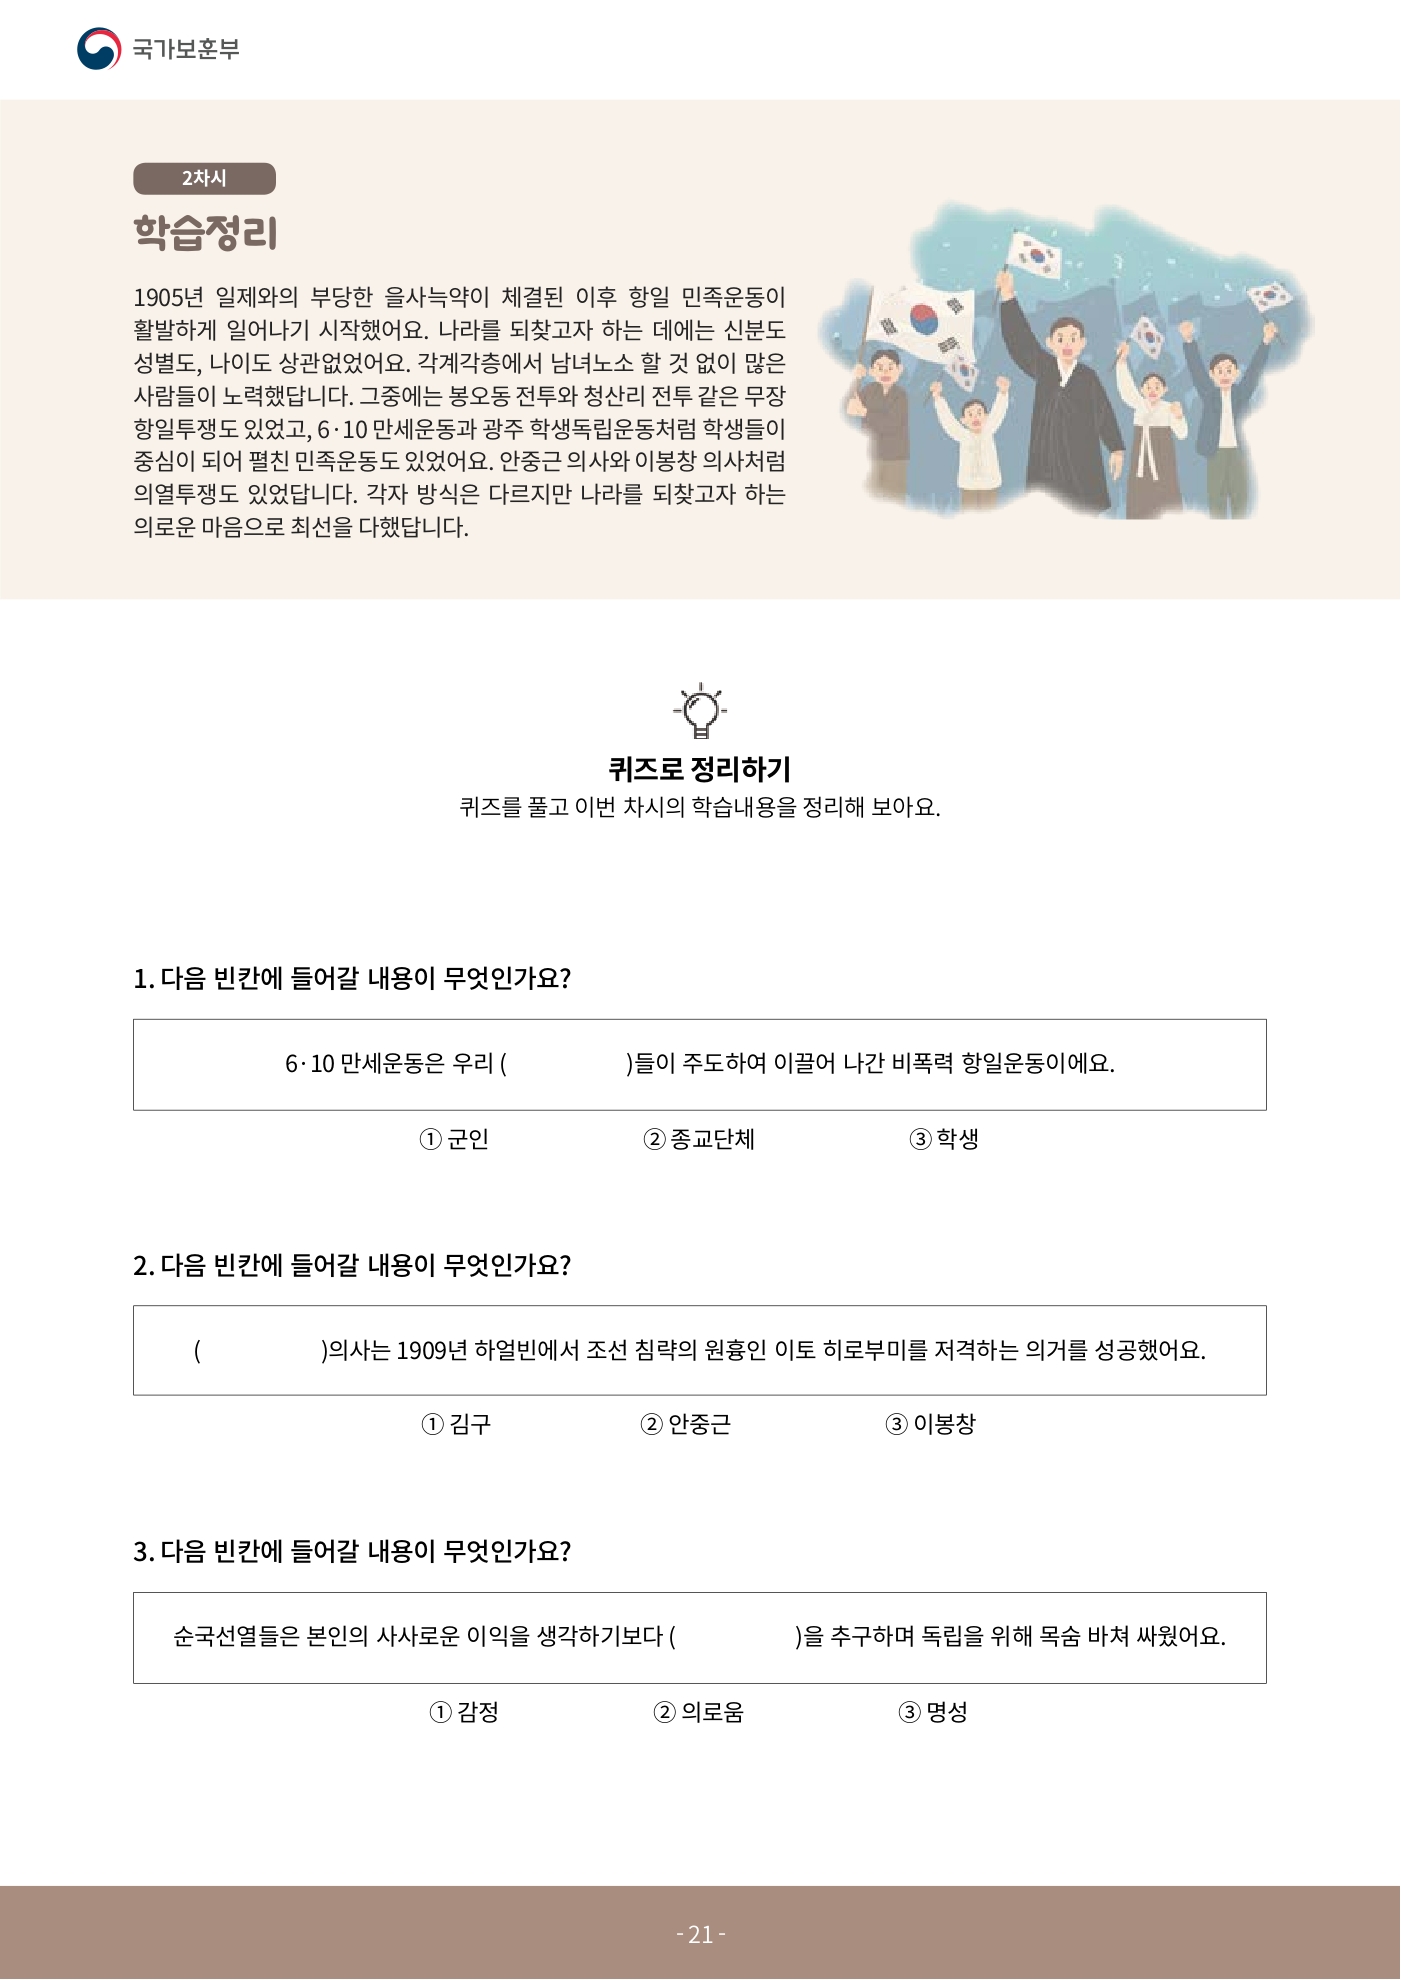 국가보훈부
2차시
학습정리
1905년 일제와의 부당한 을사늑약이 체결된 이후 항일 민족운동이
활발하게 일어나기 시작했어요. 나라를 되찾고자 하는 데에는 신분도
성별도, 나이도 상관없었어요. 각계각층에서 남녀노소 할 것 없이 많은
사람들이 노력했답니다. 그중에는 봉오동 전투와 청산리 전투 같은 무장
항일투쟁도 있었고, 6·10 만세운동과 광주 학생독립운동처럼 학생들이
중심이 되어 펼친 민족운동도 있었어요. 안중근 의사와 이봉창 의사처럼
의열투쟁도 있었답니다. 각자 방식은 다르지만 나라를 되찾고자 하는
의로운 마음으로 최선을 다했답니다.
퀴즈로 정리하기
퀴즈를 풀고 이번 차시의 학습내용을 정리해 보아요.
1. 다음 빈칸에 들어갈 내용이 무엇인가요?
6·10 만세운동은 우리 ( )들이 주도하여 이끌어 나간 비폭력 항일운동이에요.
① 군인 ② 종교단체 ③ 학생
2. 다음 빈칸에 들어갈 내용이 무엇인가요?
( )의사는 1909년 하얼빈에서 조선 침략의 원흉인 이토 히로부미를 저격하는 의거를 성공했어요.
① 김구 ② 안중근 ③ 이봉창
3. 다음 빈칸에 들어갈 내용이 무엇인가요?
순국선열들은 본인의 사사로운 이익을 생각하기보다 ( )을 추구하며 독립을 위해 목숨 바쳐 싸웠어요.
① 감정 ② 의로움 ③ 명성
- 21 -